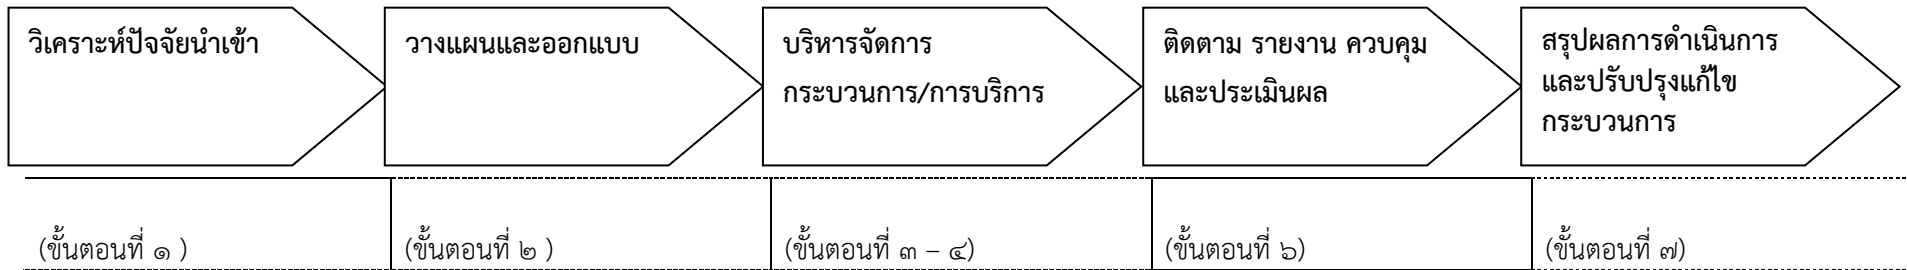 วิเคราะห์ปัจจัยนำเข้า
วางแผนและออกแบบ
บริหารจัดการ
กระบวนการ/การบริการ
ติดตาม รายงาน ควบคุม
และประเมินผล
สรุปผลการดำเนินการ
และปรับปรุงแก้ไข
กระบวนการ
(ขั้นตอนที่ ๑ )
(ขั้นตอนที่ ๒ )
(ขั้นตอนที่ ๓ – ๔)
(ขั้นตอนที่ ๖)
(ขั้นตอนที่ ๗)